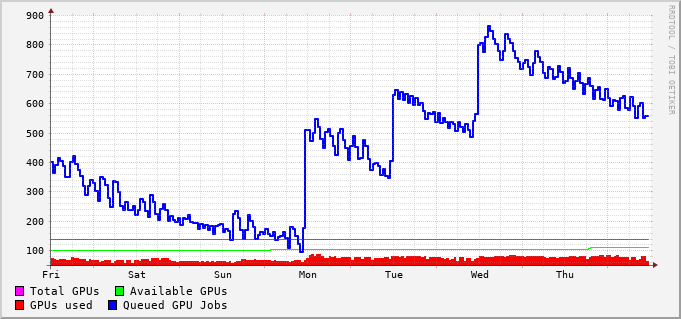 900
800
700
600
500
400
300
200
100
Fri Sat Sun Mon Tue Wed Thu
Total GPUs Available GPUs
GPUs used Queued GPU Jobs
RRDTOOL / TOBI OETIKER